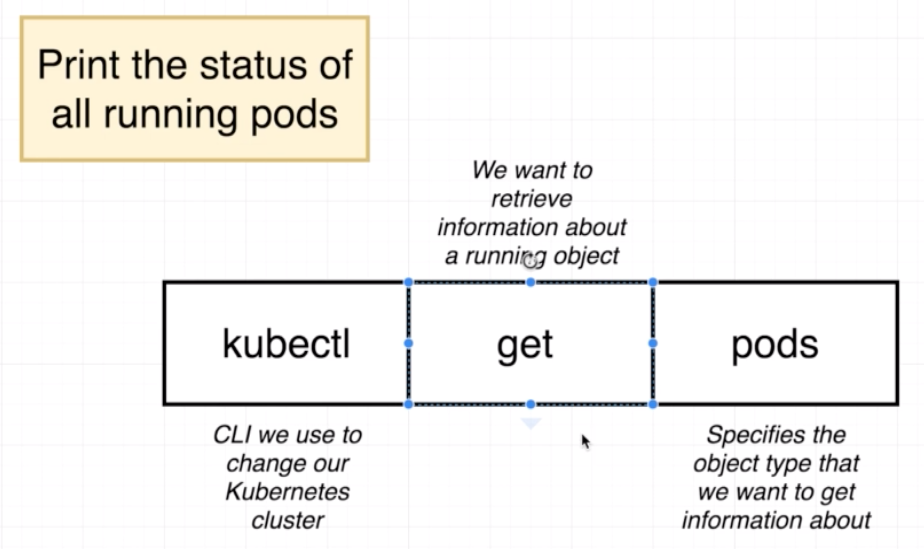 Print the status of
all running pods
We want to
retrieve
information about
a running object
kubectl
get
pods
CLI we use to
change our
Kubernetes
cluster
Specifies the
object type that
we want to get
information about